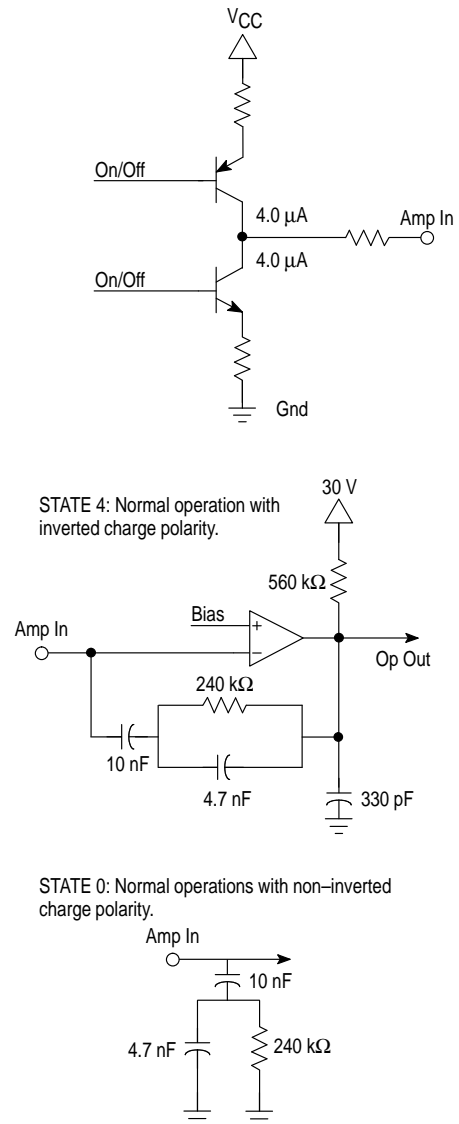 VCC
On/Off
4.0 μA
Amp In
4.0 μA
On/Off
Gnd
STATE 4: Normal operation with
inverted charge polarity.
30 V
560 kΩ
Bias
+
Amp In
−
Op Out
240 kΩ
10 nF
4.7 nF
330 pF
STATE 0: Normal operations with non–inverted
charge polarity.
Amp In
10 nF
4.7 nF
240 kΩ